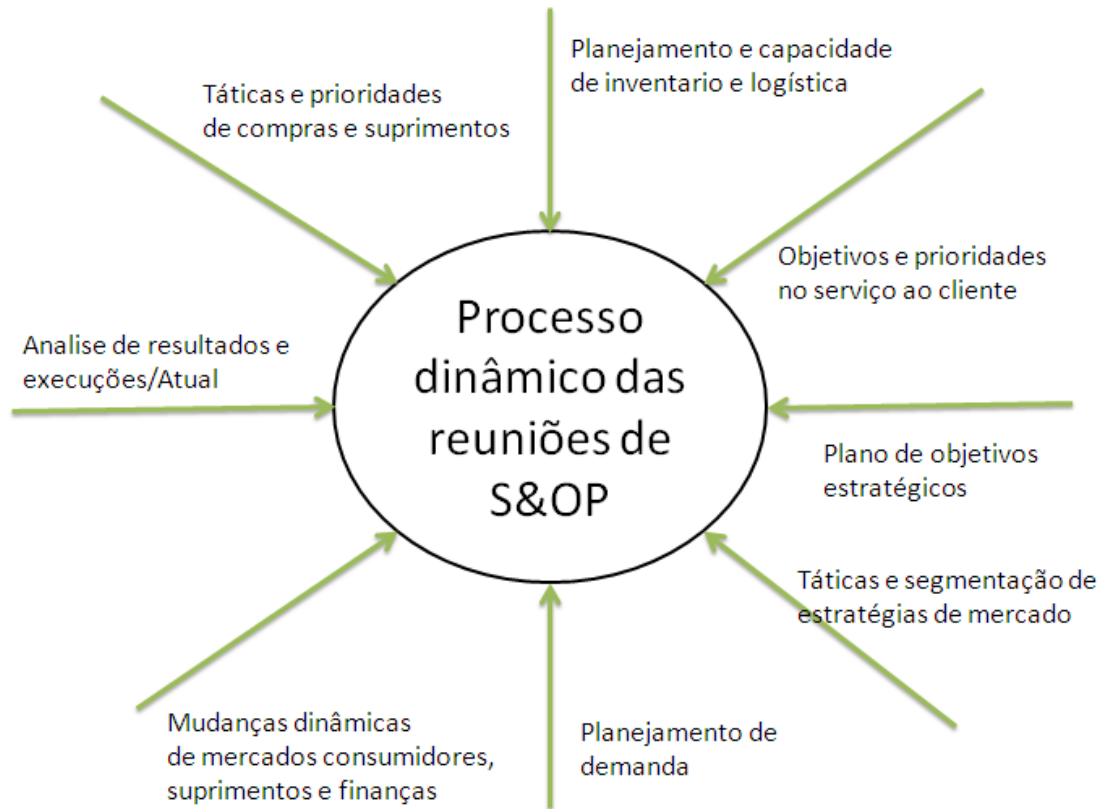 Planejamento e capacidade
de inventario e logística
Táticas e prioridades
de compras e suprimentos
Objetivos e prioridades
no serviço ao cliente
Processo
dinâmico das
reuniões de
S&OP
Analise de resultados e
execuções/Atual
Plano de objetivos
estratégicos
Táticas e segmentação de
estratégias de mercado
Mudanças dinâmicas
de mercados consumidores,
suprimentos e finanças
Planejamento de
demanda